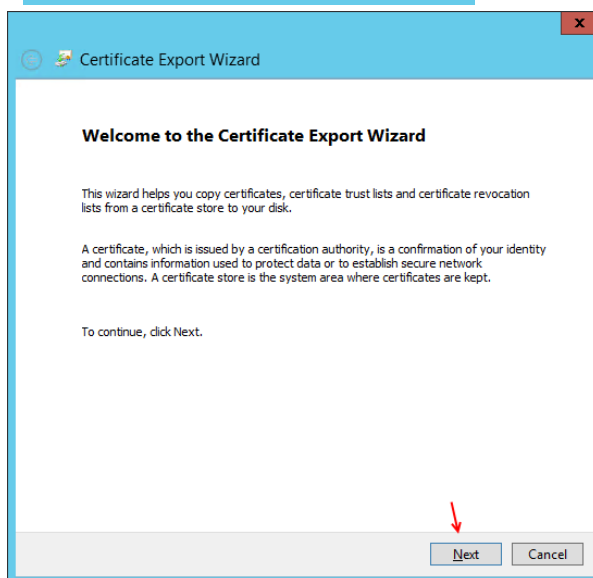 x
Certificate Export Wizard
Welcome to the Certificate Export Wizard
This wizard helps you copy certificates, certificate trust lists and certificate revocation
lists from a certificate store to your disk.
A certificate, which is issued by a certification authority, is a confirmation of your identity
and contains information used to protect data or to establish secure network
connections. A certificate store is the system area where certificates are kept.
To continue, click Next.
Next Cancel